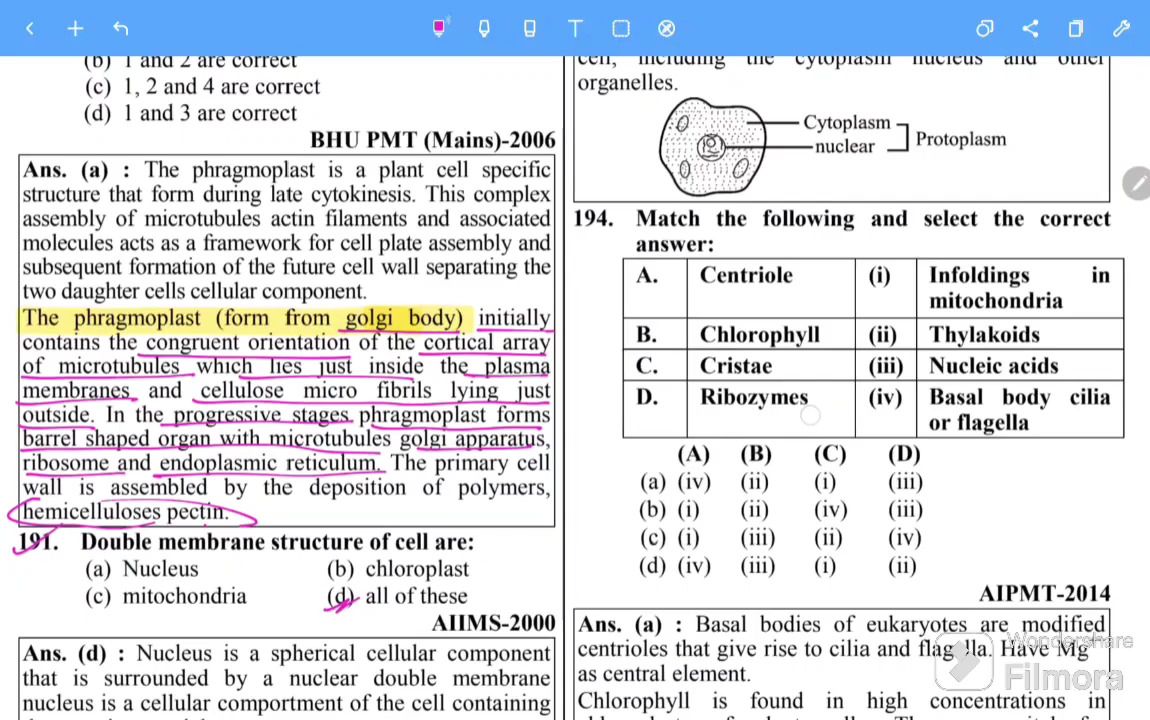 (b) 1 and 2 are correct
(c) 1, 2 and 4 are correct
(d) 1 and 3 are correct
BHU PMT (Mains)-2006
Ans. (a) : The phragmoplast is a plant cell specific
structure that form during late cytokinesis. This complex
assembly of microtubules actin filaments and associated
molecules acts as a framework for cell plate assembly and
subsequent formation of the future cell wall separating the
two daughter cells cellular component.
The phragmoplast (form from golgi body) initially
contains the congruent orientation of the cortical array
of microtubules which lies just inside the plasma
membranes and cellulose micro fibrils lying just
outside. In the progressive stages phragmoplast forms
barrel shaped organ with microtubules golgi apparatus,
ribosome and endoplasmic reticulum. The primary cell
wall is assembled by the deposition of polymers,
hemicelluloses pectin.
191. Double membrane structure of cell are:
(a) Nucleus (b) chloroplast
(c) mitochondria (d) all of these
AIIMS-2000
Ans. (d) : Nucleus is a spherical cellular component
that is surrounded by a nuclear double membrane
nucleus is a cellular comportment of the cell containing
cell, including the cytoplasm nucleus and other
organelles.
Cytoplasm
nuclear
Protoplasm
194. Match the following and select the correct
answer:
A. Centriole (i) Infoldings in
mitochondria
B. Chlorophyll (ii) Thylakoids
C. Cristae (iii) Nucleic acids
D. Ribozymes (iv) Basal body cilia
or flagella
(A) (B) (C) (D)
(a) (iv) (ii) (i) (iii)
(b) (i) (ii) (iv) (iii)
(c) (i) (iii) (ii) (iv)
(d) (iv) (iii) (i) (ii)
AIPMT-2014
Ans. (a) : Basal bodies of eukaryotes are modified
centrioles that give rise to cilia and Have Mg
as central element.
Chlorophyll is found in high concentrations in
Wondershare
Filmora